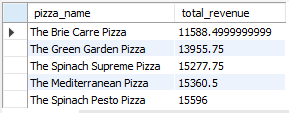 pizza_name total_revenue
The Brie Carre Pizza 11588.4999999999
The Green Garden Pizza 13955.75
The Spinach Supreme Pizza 15277.75
The Mediterranean Pizza 15360.5
The Spinach Pesto Pizza 15596